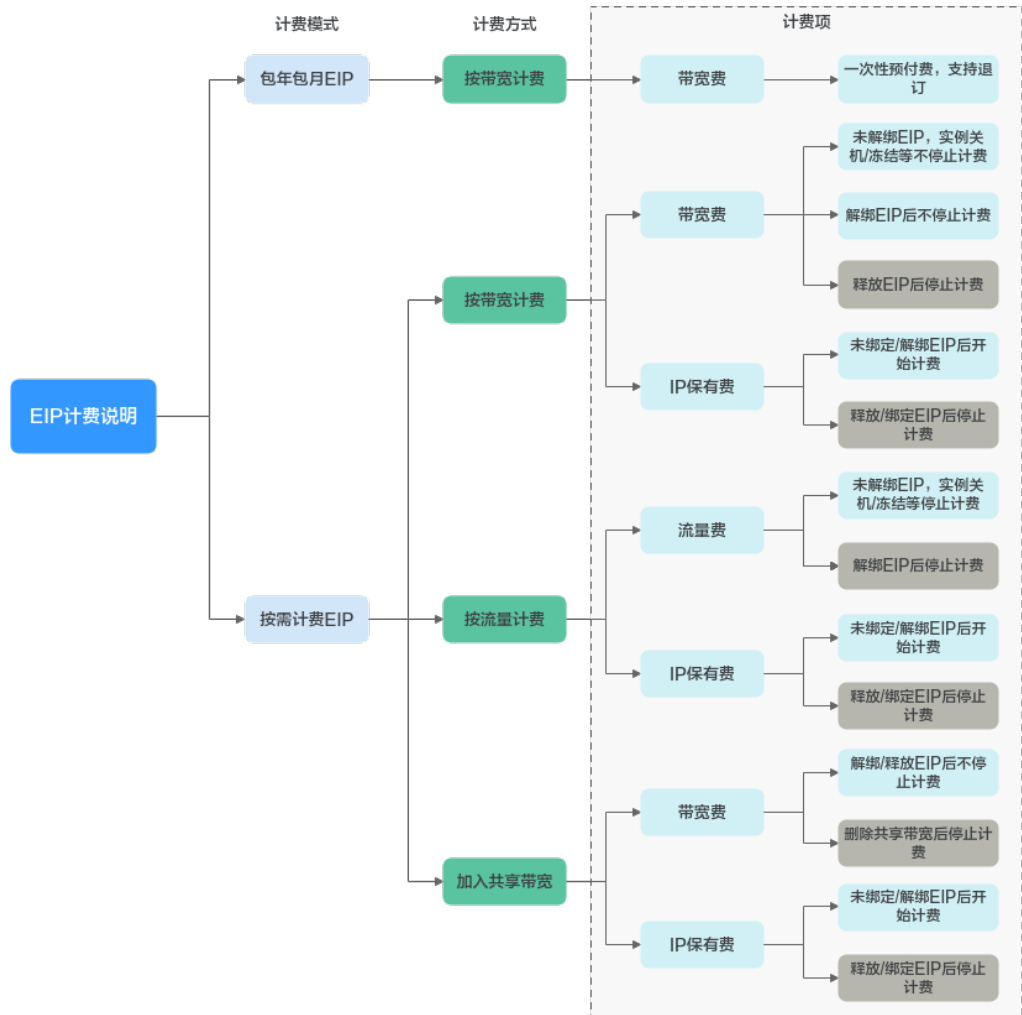 计费模式
计费方式
计费项
包年包月EIP
按带宽计费
带宽费
一次性预付费，支持退
订
未解绑EIP，实例关
机/冻结等不停止计费
带宽费
解绑EIP后不停止计费
释放EIP后停止计费
按带宽计费
未绑定/解绑EIP后开
始计费
IP保有费
释放/绑定EIP后停止
计费
EIP计费说明
未解绑EIP，实例关
机/冻结等停止计费
流量费
解绑EIP后停止计费
按需计费EIP
按流量计费
未绑定/解绑EIP后开
始计费
IP保有费
释放/绑定EIP后停止
计费
解绑/释放EIP后不停
止计费
带宽费
删除共享带宽后停止计
费
加入共享带宽
未绑定/解绑EIP后开
始计费
IP保有费
释放/绑定EIP后停止
计费